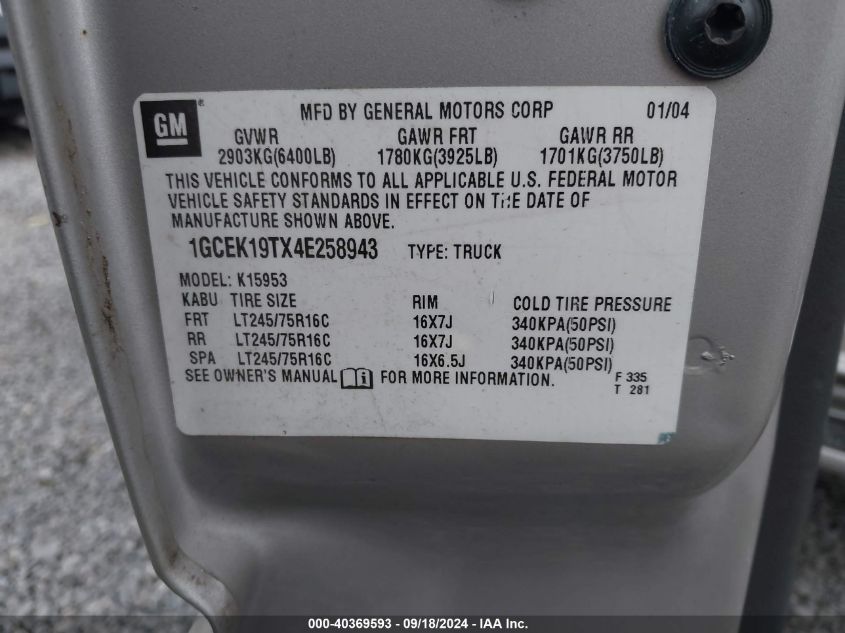 GM
MFD BY GENERAL MOTORS CORP 01/04
GVWR GAWR FRT GAWR RR
2903KG(6400LB) 1780KG(3925LB) 1701KG(3750LB)
THIS VEHICLE CONFORMS TO ALL APPLICABLE U.S. FEDERAL MOTOR
VEHICLE SAFETY STANDARDS IN EFFECT ON THE DATE OF
MANUFACTURE SHOWN ABOVE.
1GCEK19TX4E258943 TYPE: TRUCK
MODEL: K15953
KABU TIRE SIZE RIM COLD TIRE PRESSURE
FRT LT245/75R16C 16X7J 340KPA(50PSI)
RR LT245/75R16C 16X7J 340KPA(50PSI)
SPA LT245/75R16C 16X6.5J 340KPA(50PSI)
SEE OWNER'S MANUAL i FOR MORE INFORMATION.
F 335
T 281
000-40369593 - 09/18/2024 - IAA Inc.